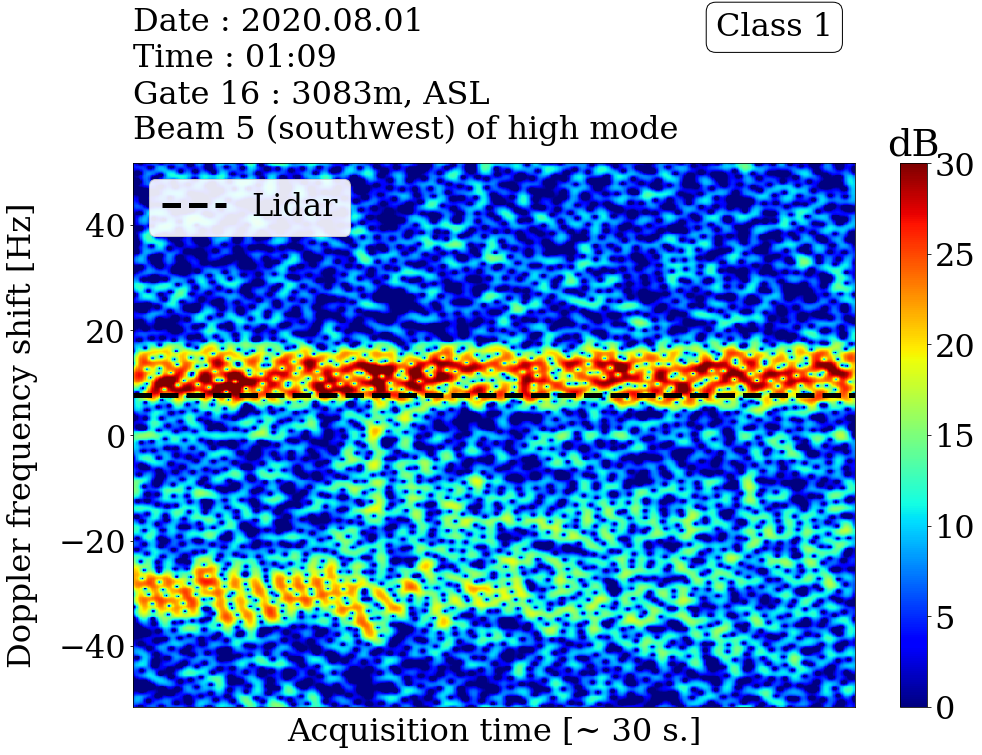 Date : 2020.08.01
Class 1
Time : 01:09
Gate 16 : 3083m, ASL
Beam 5 (southwest) of high mode
dB
Lidar
Doppler frequency shift [Hz]
40
20
0
−20
−40
30
25
20
15
10
5
0
Acquisition time [~ 30 s.]